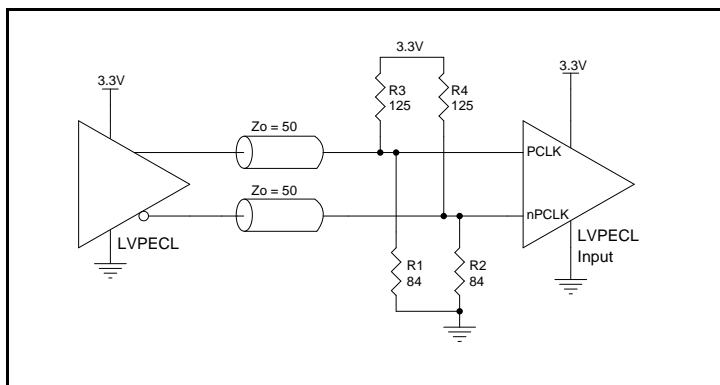 3.3V
3.3V
3.3V
R3
125
R4
125
Zo = 50
PCLK
Zo = 50
nPCLK
LVPECL
LVPECL
Input
R1
84
R2
84